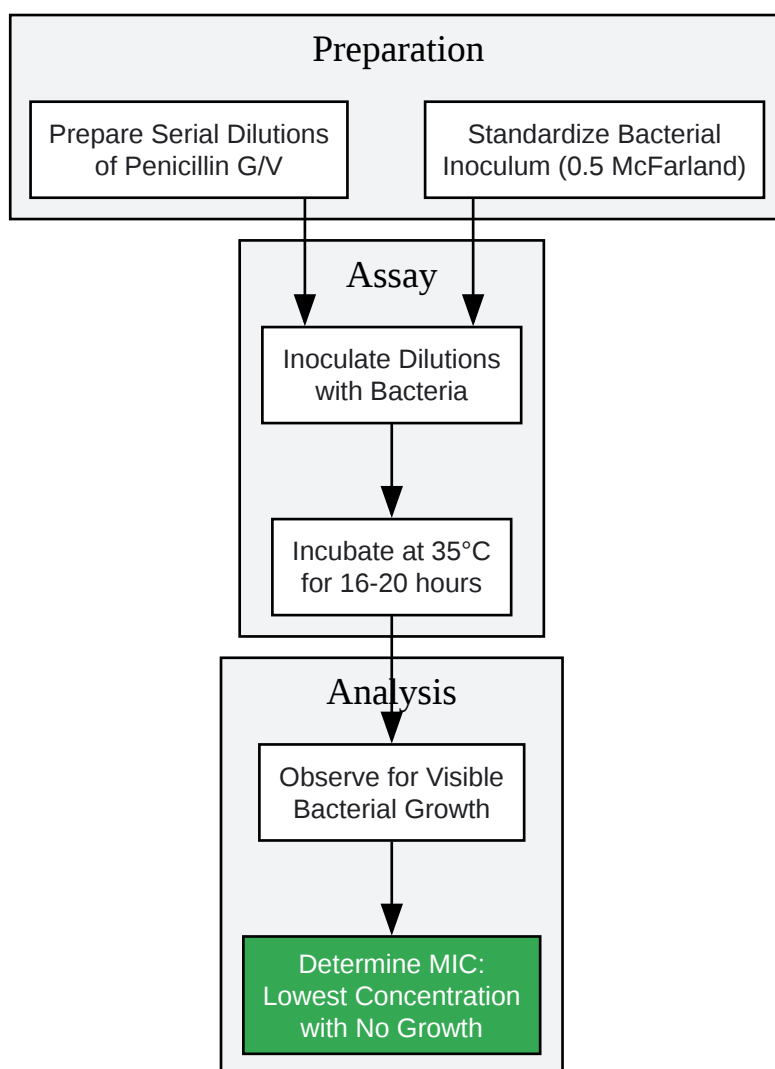 Preparation
Prepare Serial Dilutions
of Penicillin G/V
Standardize Bacterial
Inoculum (0.5 McFarland)
Assay
Inoculate Dilutions
with Bacteria
Incubate at 35°C
for 16-20 hours
Analysis
Observe for Visible
Bacterial Growth
Determine MIC:
Lowest Concentration
with No Growth